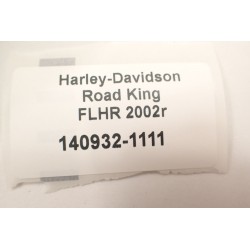 Harley-Davidson
Road King
FLHR 2002r
140932-1111